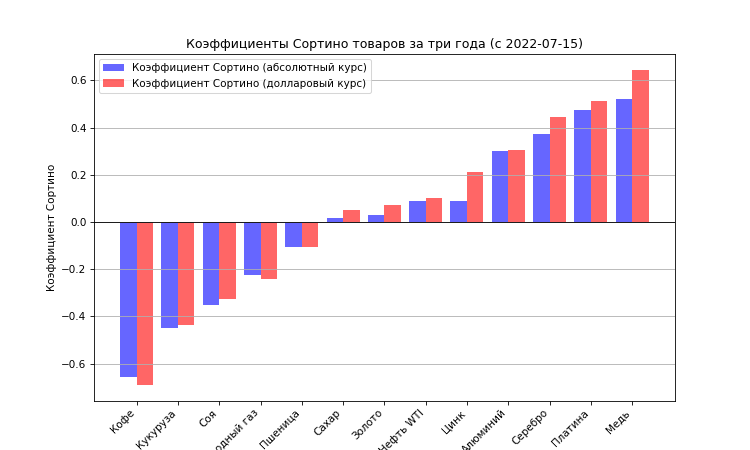 Коэффициенты Сортино товаров за три года (с 2022-07-15)
Коэффициент Сортино (абсолютный курс)
Коэффициент Сортино (долларовый курс)
Коэффициент Сортино
0.6
0.4
0.2
0.0
−0.2
−0.4
−0.6
Кофе
Кукуруза
Соя
одный газ
Пшеница
Сахар
Золото
Нефть WTI
Цинк
Алюминий
Серебро
Платина
Медь